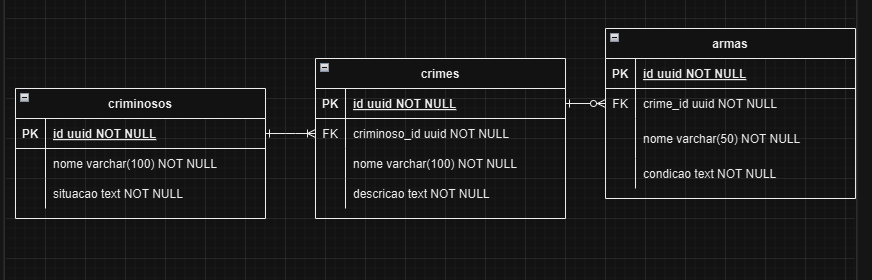 criminosos
PK id uuid NOT NULL
nome varchar(100) NOT NULL
situacao text NOT NULL
crimes
PK id uuid NOT NULL
FK criminoso_id uuid NOT NULL
nome varchar(100) NOT NULL
descricao text NOT NULL
armas
PK id uuid NOT NULL
FK crime_id uuid NOT NULL
nome varchar(50) NOT NULL
condicao text NOT NULL